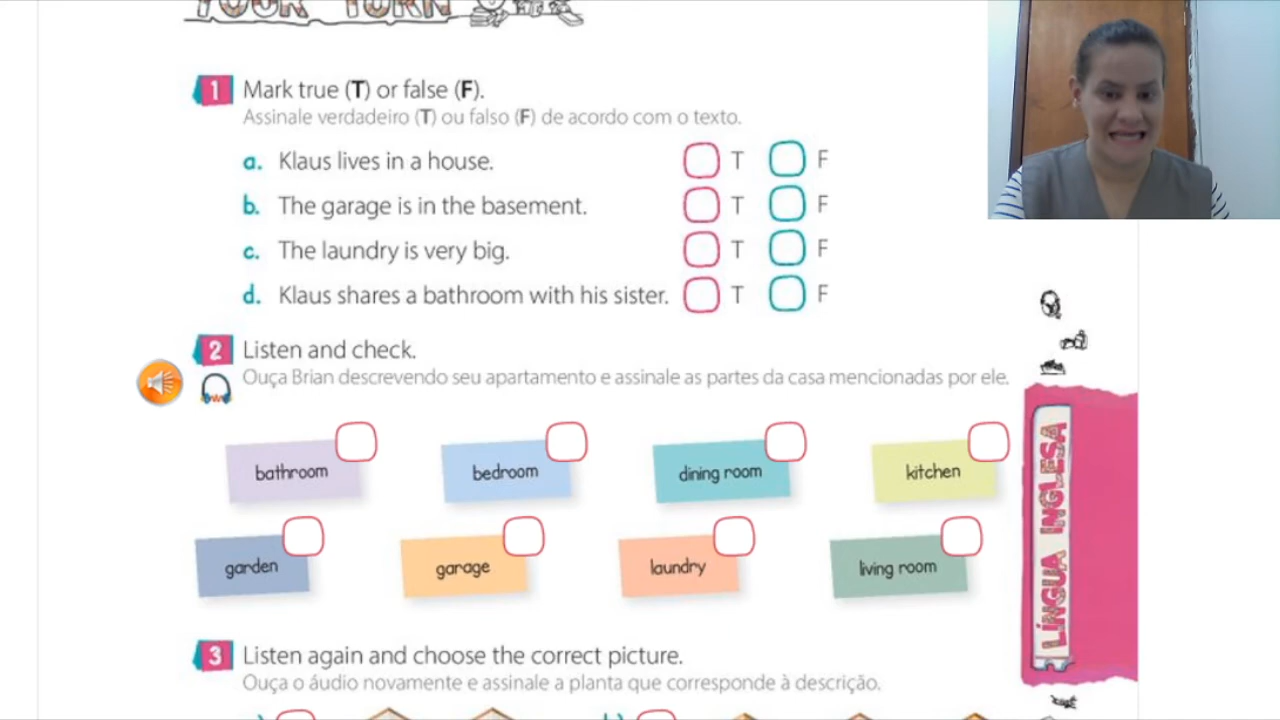 YOUR TURN
1 Mark true (T) or false (F).
Assinale verdadeiro (T) ou falso (F) de acordo com o texto.
a. Klaus lives in a house. T F
b. The garage is in the basement. T F
c. The laundry is very big. T F
d. Klaus shares a bathroom with his sister. T F
2 Listen and check.
Ouça Brian descrevendo seu apartamento e assinale as partes da casa mencionadas por ele.
bathroom bedroom dining room kitchen
garden garage laundry living room
LÍNGUA INGLESA
3 Listen again and choose the correct picture.
Ouça o áudio novamente e assinale a planta que corresponde à descrição.